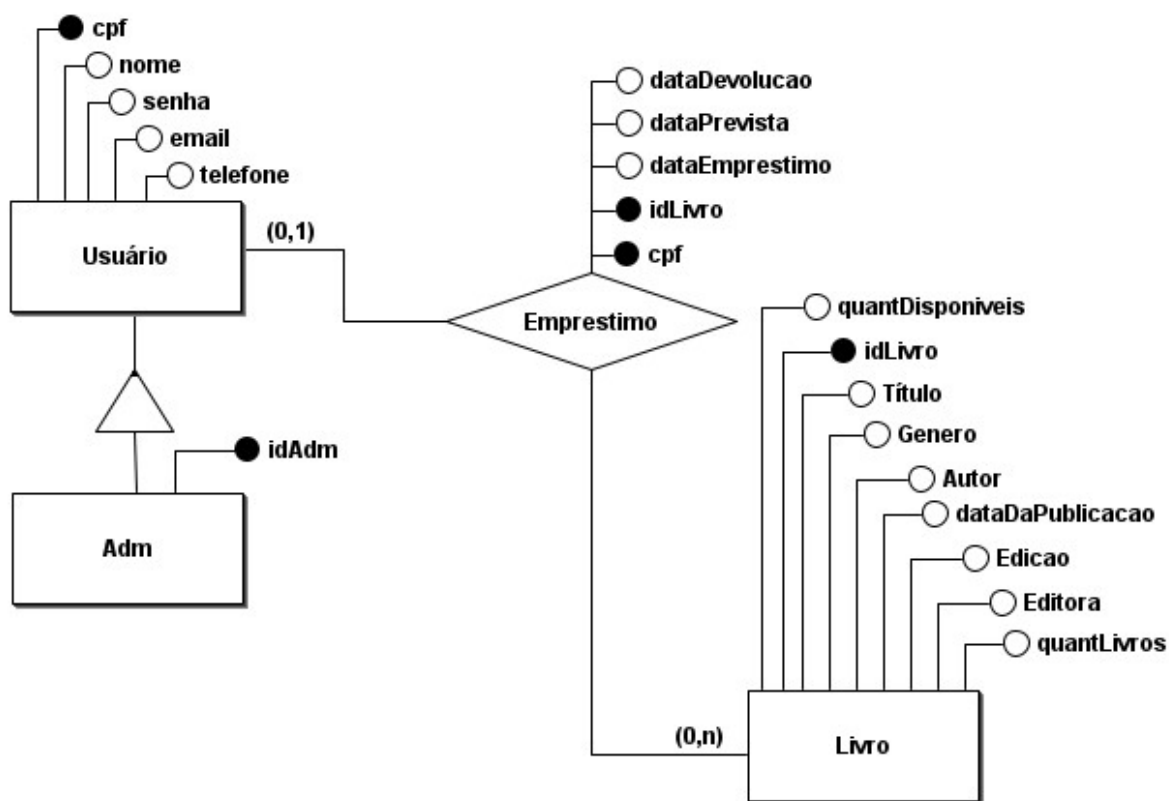 cpf
nome
senha
email
telefone
Usuário
(0,1)
dataDevolucao
dataPrevista
dataEmprestimo
idLivro
cpf
Emprestimo
idAdm
Adm
quantDisponiveis
idLivro
Título
Genero
Autor
dataDaPublicacao
Edicao
Editora
quantLivros
(0,n)
Livro